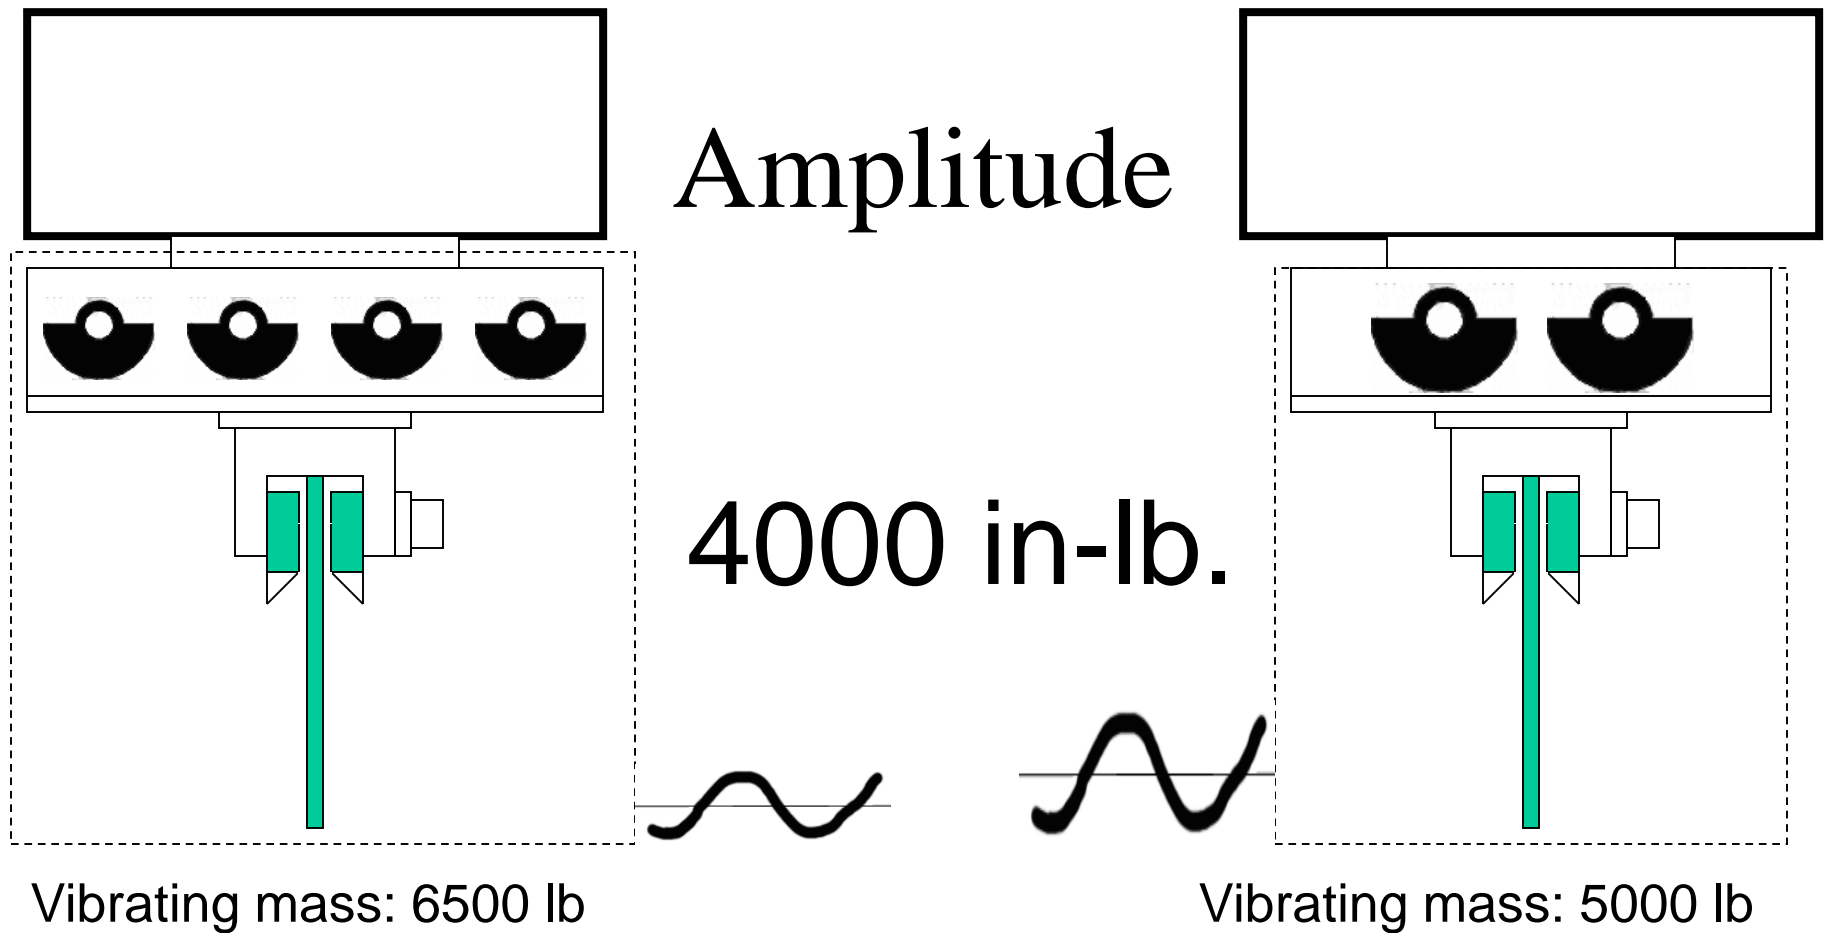 Amplitude
4000 in-lb.
Vibrating mass: 6500 lb
Vibrating mass: 5000 lb